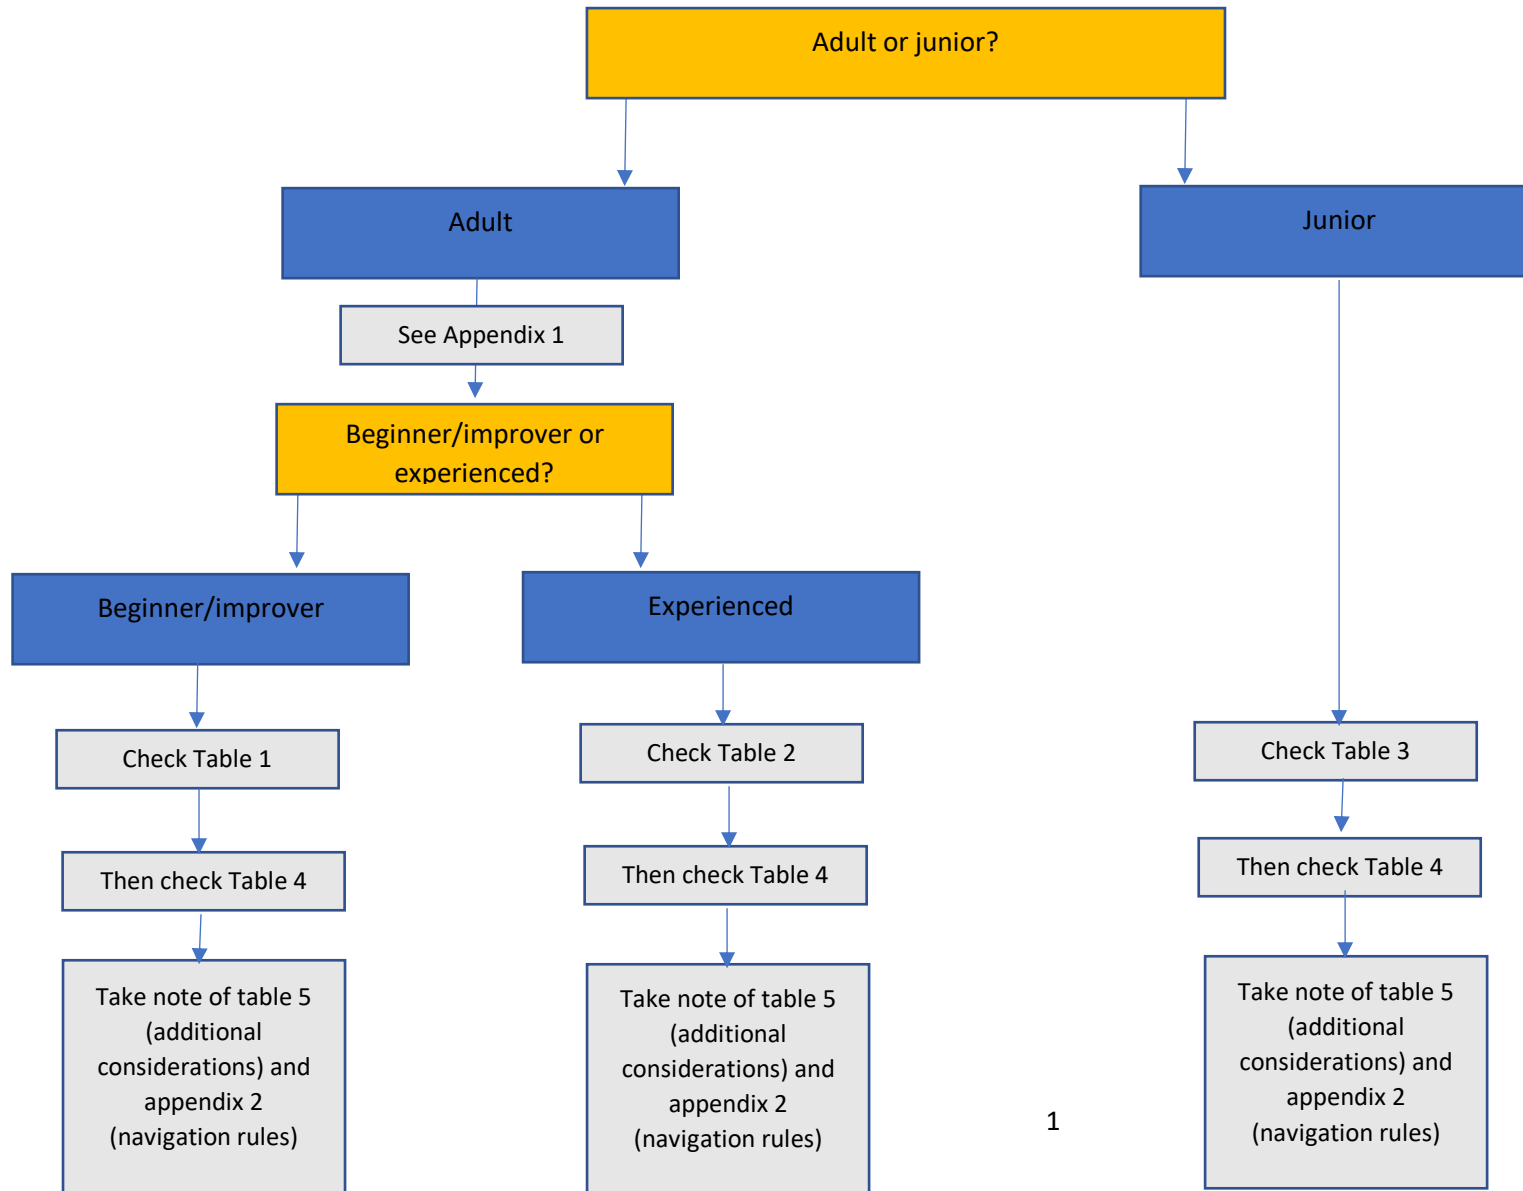 Adult or junior?
Adult
Junior
See Appendix 1
Beginner/improver or
experienced?
Beginner/improver
Experienced
Check Table 1
Check Table 2
Check Table 3
Then check Table 4
Then check Table 4
Then check Table 4
Take note of table 5
(additional
considerations) and
appendix 2
(navigation rules)
Take note of table 5
(additional
considerations) and
appendix 2
(navigation rules)
Take note of table 5
(additional
considerations) and
appendix 2
(navigation rules)
1